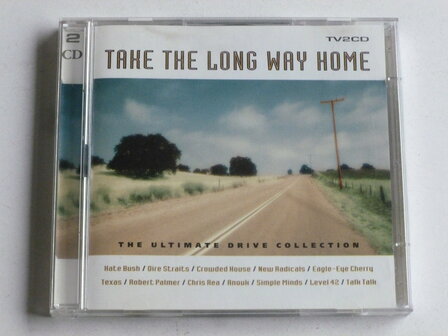 2
CD
TV2CD
TAKE THE LONG WAY HOME
THE ULTIMATE DRIVE COLLECTION
Kate Bush / Dire Straits / Crowded House / New Radicals / Eagle-Eye Cherry
Texas / Robert Palmer / Chris Rea / Anouk / Simple Minds / Level 42 / Talk Talk